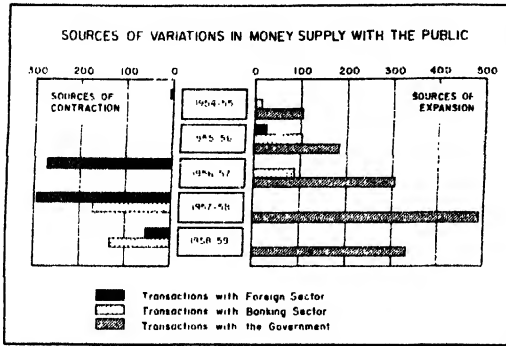 SOURCES OF VARIATIONS IN MONEY SUPPLY WITH THE PUBLIC
300 200 100 0 0 100 200 300 400 500
SOURCES OF CONTRACTION
SOURCES OF EXPANSION
1954-55
1955-56
1956-57
1957-58
1958-59
Transactions with Foreign Sector
Transactions with Banking Sector
Transactions with the Government